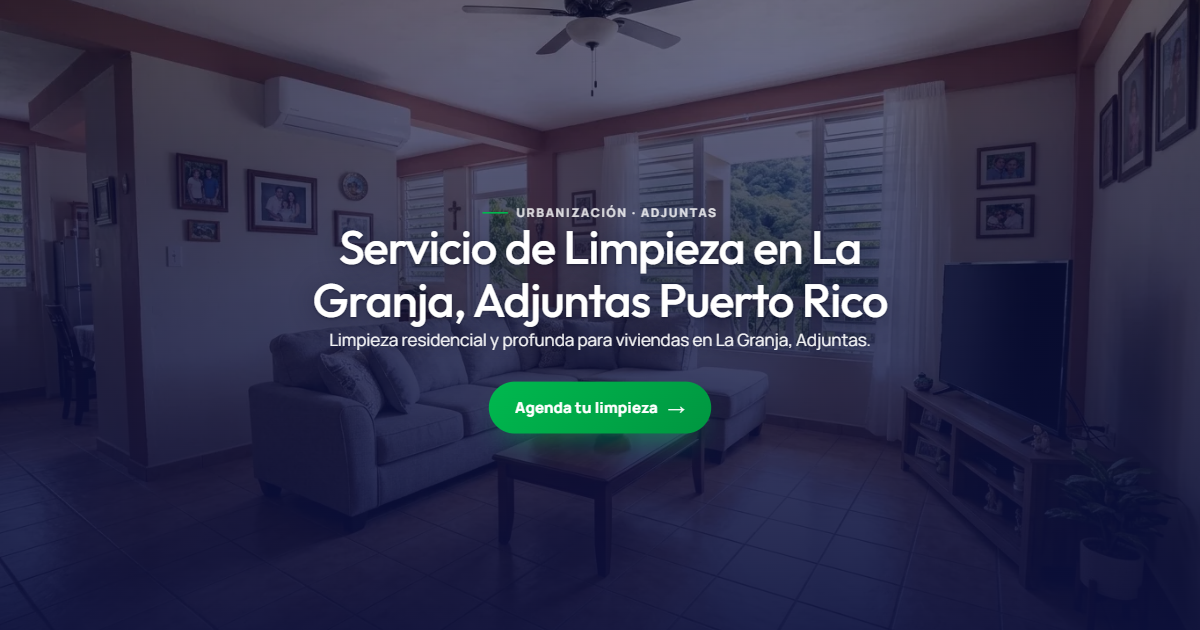 URBANIZACIÓN · ADJUNTAS
Servicio de Limpieza en La
Granja, Adjuntas Puerto Rico
Limpieza residencial y profunda para viviendas en La Granja, Adjuntas.
Agenda tu limpieza →